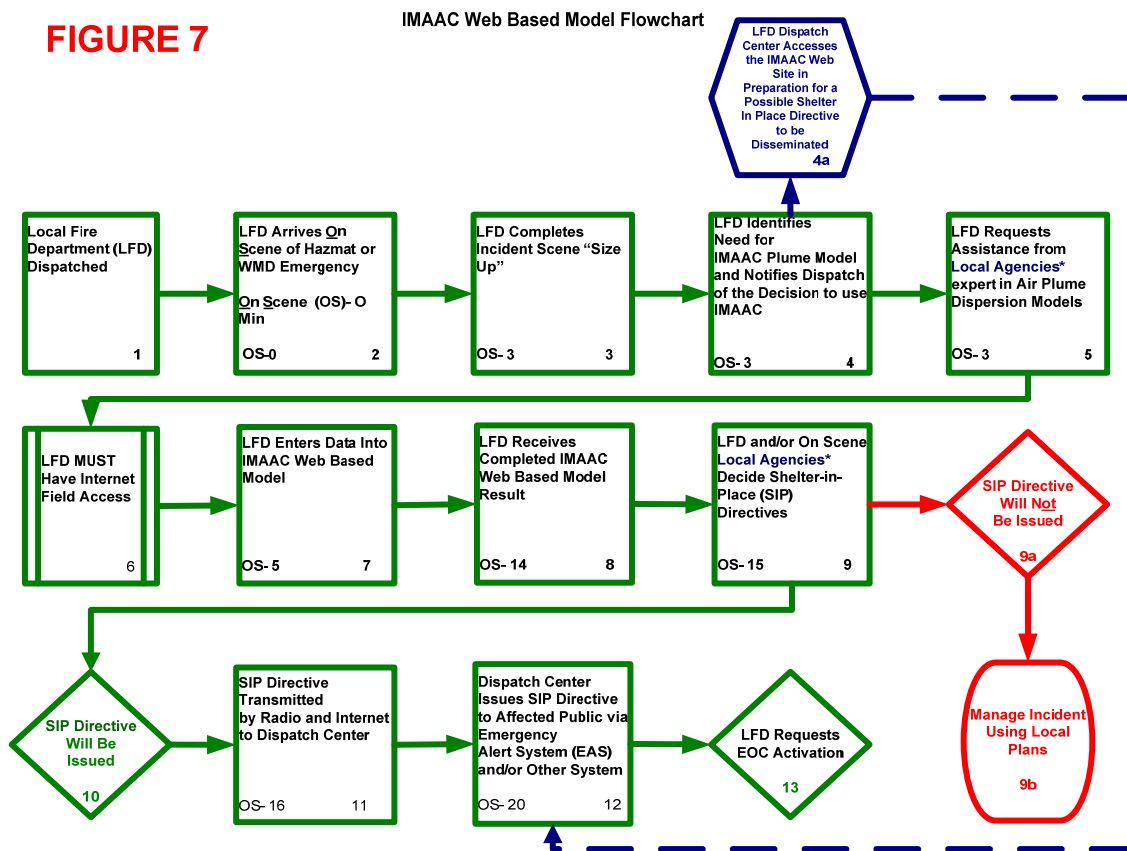 IMAAC Web Based Model Flowchart
FIGURE 7
LFD Dispatch
Center Accesses
the IMAAC Web
Site in
Preparation for a
Possible Shelter
In Place Directive
to be
Disseminated
4a
Local Fire
Department (LFD)
Dispatched
1
LFD Arrives On
Scene of Hazmat or
WMD Emergency
On Scene (OS)- O
Min
OS-0 2
LFD Completes
Incident Scene “Size
Up”
OS- 3 3
LFD Identifies
Need for
IMAAC Plume Model
and Notifies Dispatch
of the Decision to use
IMAAC
OS- 3 4
LFD Requests
Assistance from
Local Agencies*
expert in Air Plume
Dispersion Models
OS- 3 5
LFD MUST
Have Internet
Field Access
6
LFD Enters Data Into
IMAAC Web Based
Model
OS- 5 7
LFD Receives
Completed IMAAC
Web Based Model
Result
OS- 14 8
LFD and/or On Scene
Local Agencies*
Decide Shelter-in-
Place (SIP)
Directives
OS- 15 9
SIP Directive
Will Not
Be Issued
9a
SIP Directive
Will Be
Issued
10
SIP Directive
Transmitted
by Radio and Internet
to Dispatch Center
OS- 16 11
Dispatch Center
Issues SIP Directive
to Affected Public via
Emergency
Alert System (EAS)
and/or Other System
OS- 20 12
LFD Requests
EOC Activation
13
Manage Incident
Using Local
Plans
9b